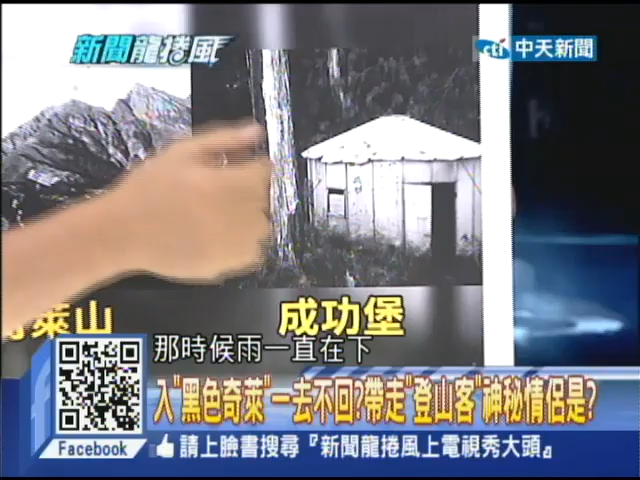 新聞龍捲風
cti 中天新聞
奇萊山
成功堡
那時候雨一直在下
入"黑色奇萊"一去不回?帶走"登山客"神秘情侶是?
Facebook
請上臉書搜尋『新聞龍捲風上電視秀大頭』